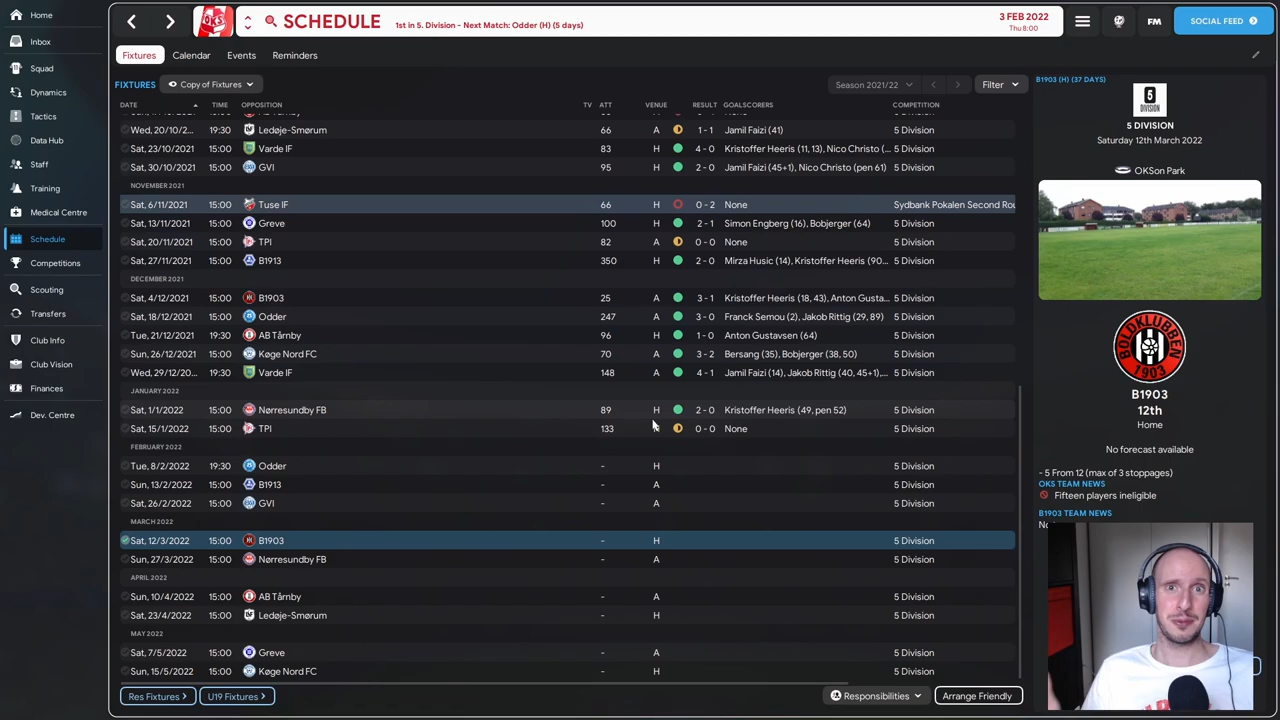 Home
Inbox
Squad
Dynamics
Tactics
Data Hub
Staff
Training
Medical Centre
Schedule
Competitions
Scouting
Transfers
Club Info
Club Vision
Finances
Dev. Centre
OKS
SCHEDULE
1st in 5. Division - Next Match: Odder (H) (5 days)
3 FEB 2022
Thu 8:00
FM
SOCIAL FEED
Fixtures Calendar Events Reminders
FIXTURES Copy of Fixtures Season 2021/22 Filter
DATE TIME OPPOSITION TV ATT VENUE RESULT GOALSCORERS COMPETITION
Wed, 20/10/2... 19:30 Ledøje-Smørum 66 A 1 - 1 Jamil Faizi (41) 5 Division
Sat, 23/10/2021 15:00 Varde IF 83 H 4 - 0 Kristoffer Heeris (11, 13), Nico Christo (... 5 Division
Sat, 30/10/2021 15:00 GVI 95 H 2 - 0 Jamil Faizi (45+1), Nico Christo (pen 61) 5 Division
NOVEMBER 2021
Sat, 6/11/2021 15:00 Tuse IF 66 H 0 - 2 None Sydbank Pokalen Second Rou
Sat, 13/11/2021 15:00 Greve 100 H 2 - 1 Simon Engberg (16), Bobjerger (64) 5 Division
Sat, 20/11/2021 15:00 TPI 82 A 0 - 0 None 5 Division
Sat, 27/11/2021 15:00 B1913 350 H 2 - 0 Mirza Husic (14), Kristoffer Heeris (90... 5 Division
DECEMBER 2021
Sat, 4/12/2021 15:00 B1903 25 A 3 - 1 Kristoffer Heeris (18, 43), Anton Gusta... 5 Division
Sat, 18/12/2021 15:00 Odder 247 A 3 - 0 Franck Semou (2), Jakob Rittig (29, 89) 5 Division
Tue, 21/12/2021 19:30 AB Tårnby 96 H 1 - 0 Anton Gustavsen (64) 5 Division
Sun, 26/12/2021 15:00 Køge Nord FC 70 A 3 - 2 Bersang (35), Bobjerger (38, 50) 5 Division
Wed, 29/12/20... 19:30 Varde IF 148 A 4 - 1 Jamil Faizi (14), Jakob Rittig (40, 45+1),... 5 Division
JANUARY 2022
Sat, 1/1/2022 15:00 Nørresundby FB 89 H 2 - 0 Kristoffer Heeris (49, pen 52) 5 Division
Sat, 15/1/2022 15:00 TPI 133 0 - 0 None 5 Division
FEBRUARY 2022
Tue, 8/2/2022 19:30 Odder - H 5 Division
Sun, 13/2/2022 15:00 B1913 - A 5 Division
Sat, 26/2/2022 15:00 GVI - A 5 Division
MARCH 2022
Sat, 12/3/2022 15:00 B1903 - H 5 Division
Sun, 27/3/2022 15:00 Nørresundby FB - A 5 Division
APRIL 2022
Sun, 10/4/2022 15:00 AB Tårnby - A 5 Division
Sat, 23/4/2022 15:00 Ledøje-Smørum - H 5 Division
MAY 2022
Sat, 7/5/2022 15:00 Greve - A 5 Division
Sun, 15/5/2022 15:00 Køge Nord FC - H 5 Division
Res Fixtures > U19 Fixtures > Responsibilities Arrange Friendly
B1903 (H) (37 DAYS)
5
DIVISION
5 DIVISION
Saturday 12th March 2022
OKSon Park
BOLDKLUBBEN
1903
B1903
12th
Home
No forecast available
- 5 From 12 (max of 3 stoppages)
OKS TEAM NEWS
Fifteen players ineligible
B1903 TEAM NEWS